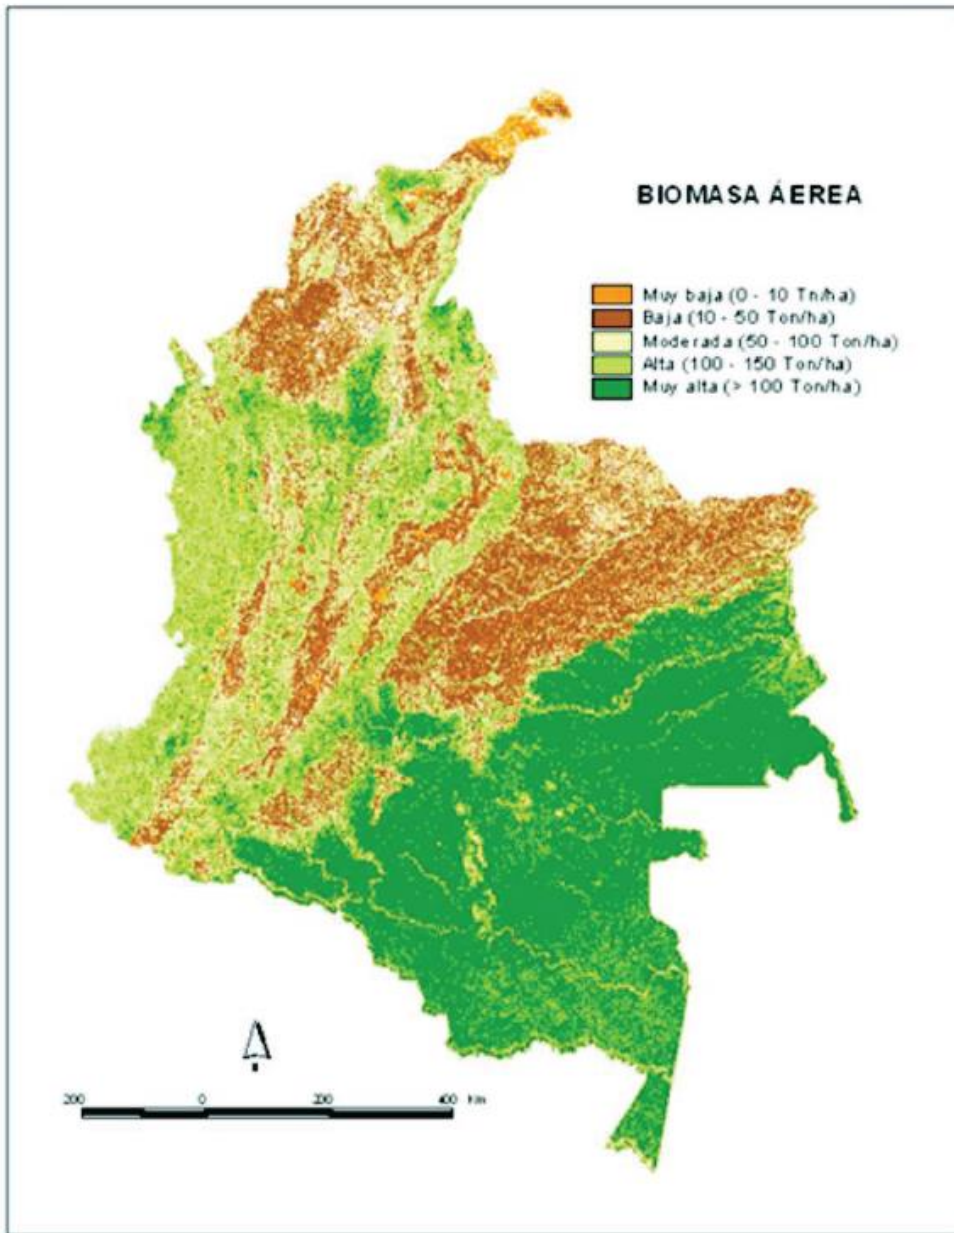 BIOMASA ÁEREA
Muy baja (0 - 10 Tn/ha)
Baja (10 - 50 Ton/ha)
Moderada (50 - 100 Ton/ha)
Alta (100 - 150 Ton/ha)
Muy alta (> 100 Ton/ha)
200 0 200 400 Km